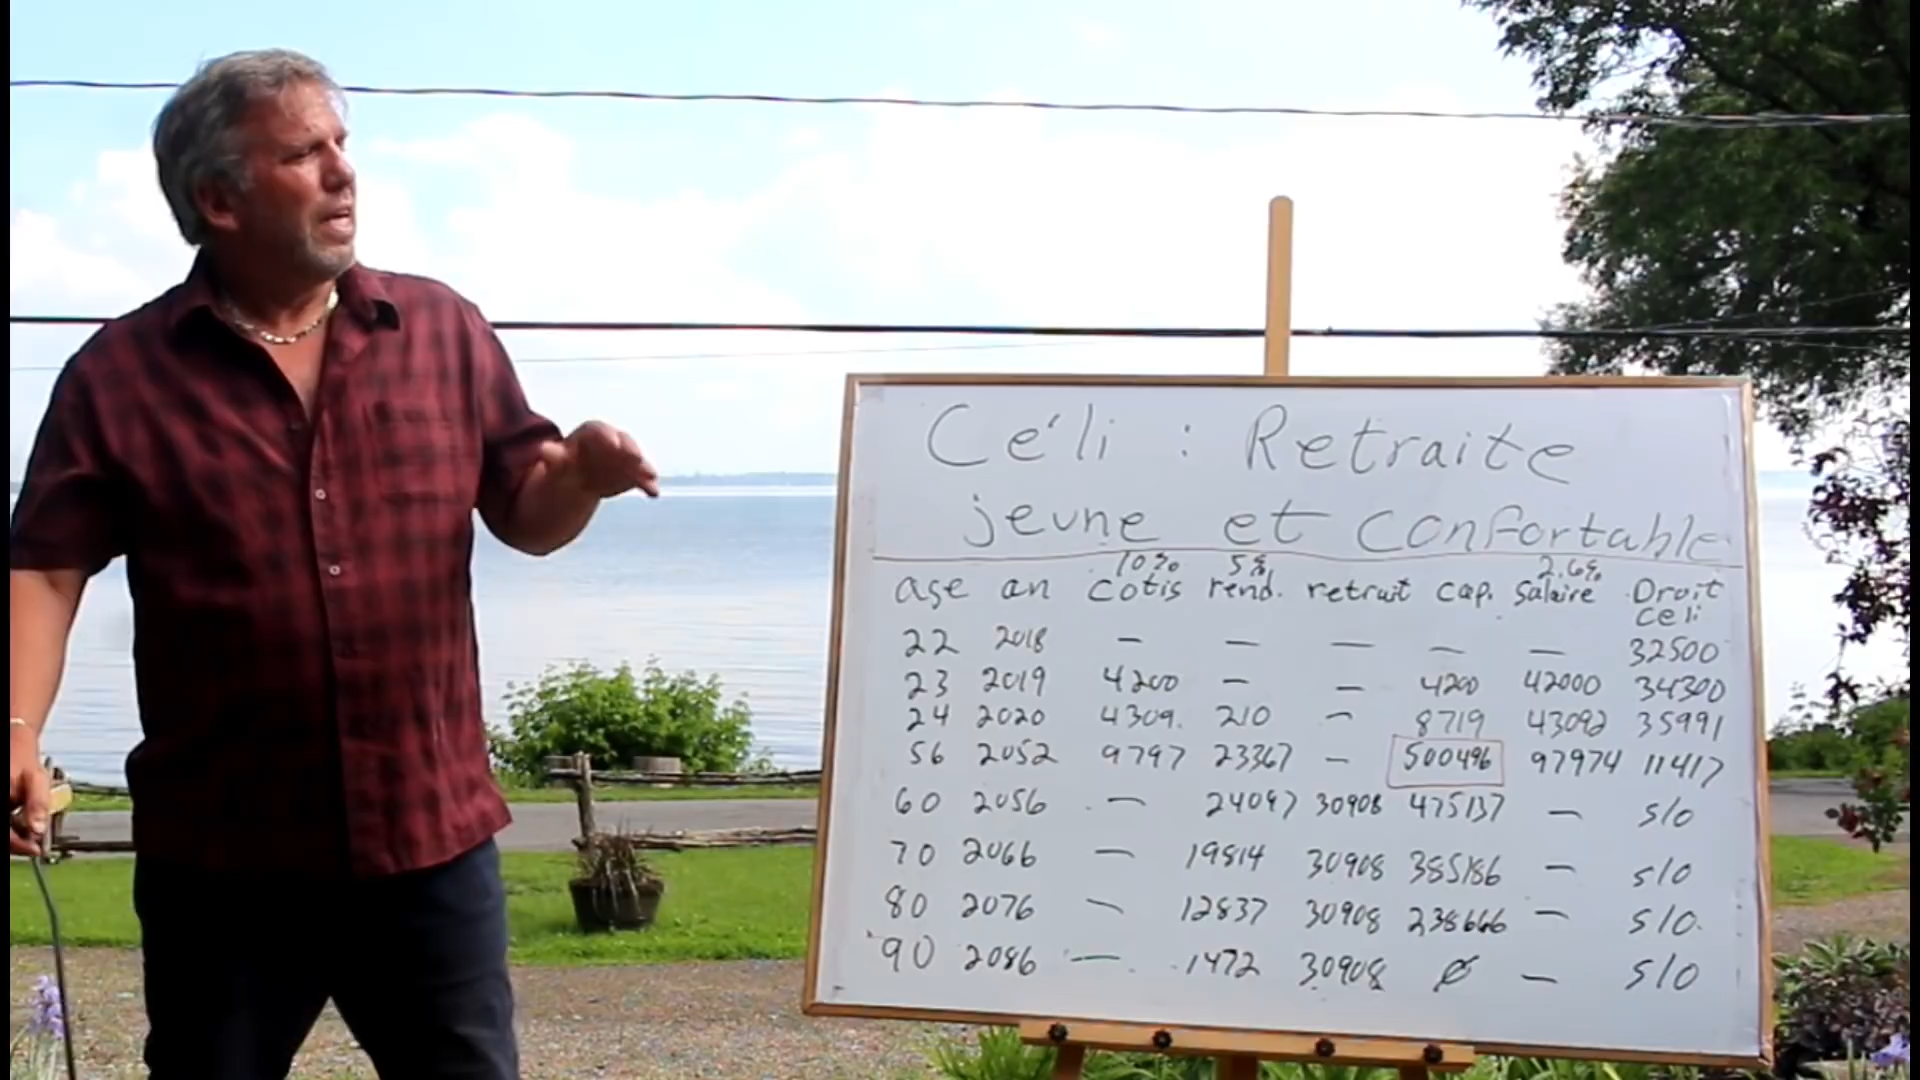 Céli : Retraite
jeune et confortable
10% 5% 2.6%
age an cotis rend. retrait cap. salaire Droit
celi
22 2018 — — — — — 32500
23 2019 4200 — — 4200 42000 34300
24 2020 4309. 210 — 8719 43092 35991
56 2052 9797 23367 — 500496 97974 11417
60 2056 — 24047 30908 475137 — s/o
70 2066 — 19814 30908 385186 — s/o
80 2076 — 12837 30908 238666 — s/o.
90 2086 — 1472 30908 ∅ — s/o